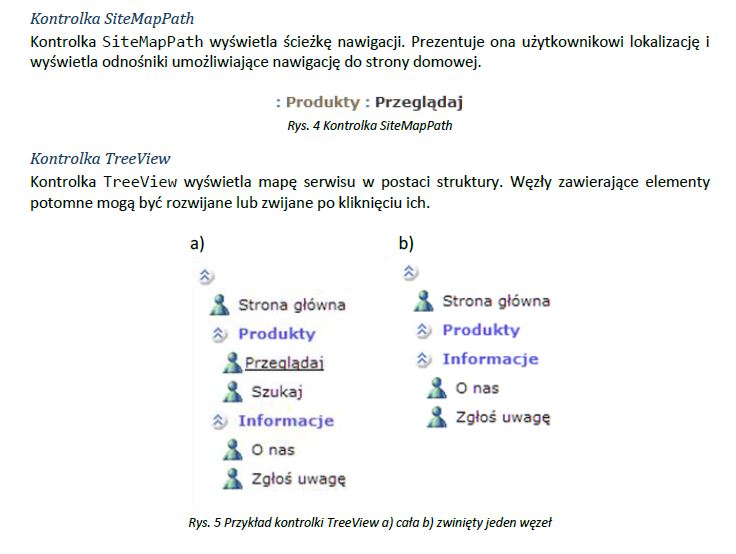 Kontrolka SiteMapPath
Kontrolka SiteMapPath wyświetla ścieżkę nawigacji. Prezentuje ona użytkownikowi lokalizację i
wyświetla odnośniki umożliwiające nawigację do strony domowej.
: Produkty : Przeglądaj
Rys. 4 Kontrolka SiteMapPath
Kontrolka TreeView
Kontrolka TreeView wyświetla mapę serwisu w postaci struktury. Węzły zawierające elementy
potomne mogą być rozwijane lub zwijane po kliknięciu ich.
a)
Strona główna
Produkty
Przeglądaj
Szukaj
Informacje
O nas
Zgłoś uwagę
b)
Strona główna
Produkty
Informacje
O nas
Zgłoś uwagę
Rys. 5 Przykład kontrolki TreeView a) cała b) zwinięty jeden węzeł